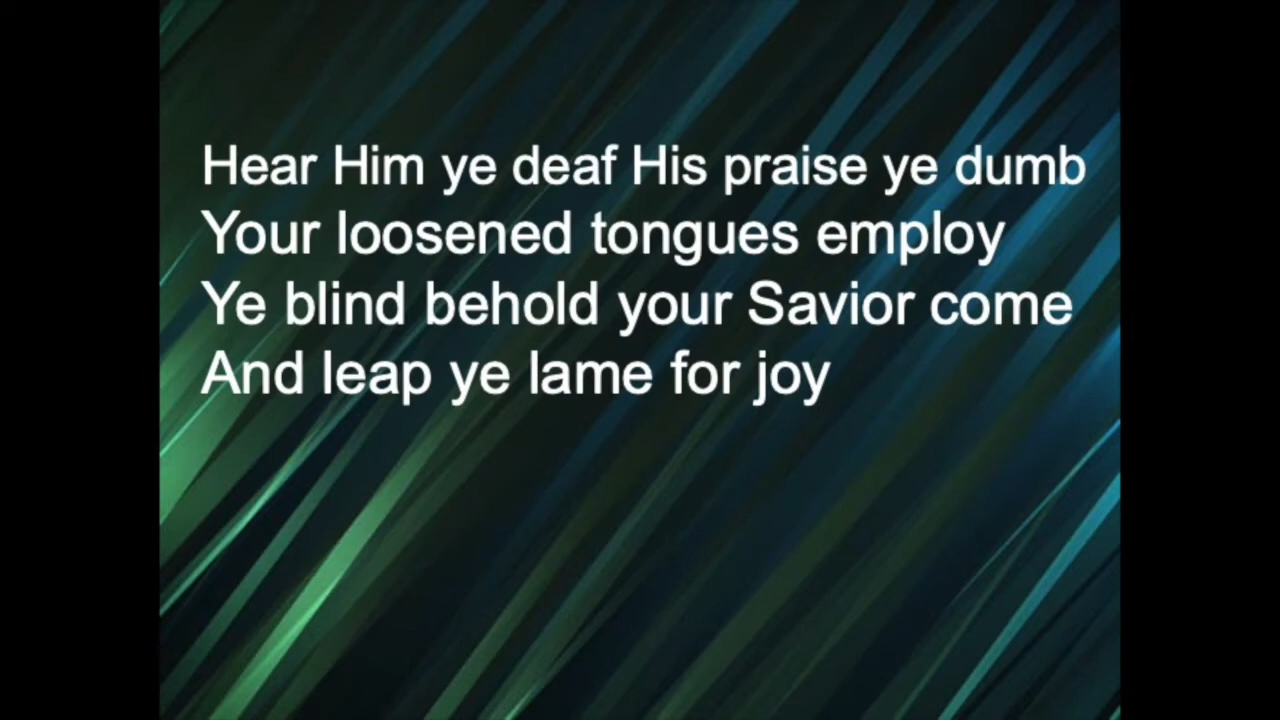 Hear Him ye deaf His praise ye dumb
Your loosened tongues employ
Ye blind behold your Savior come
And leap ye lame for joy